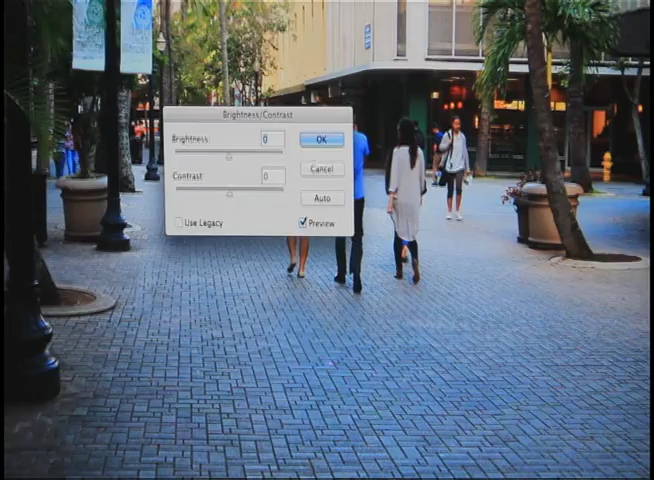 Brightness/Contrast
Brightness: 0
OK
Contrast 0
Cancel
Auto
Use Legacy
Preview